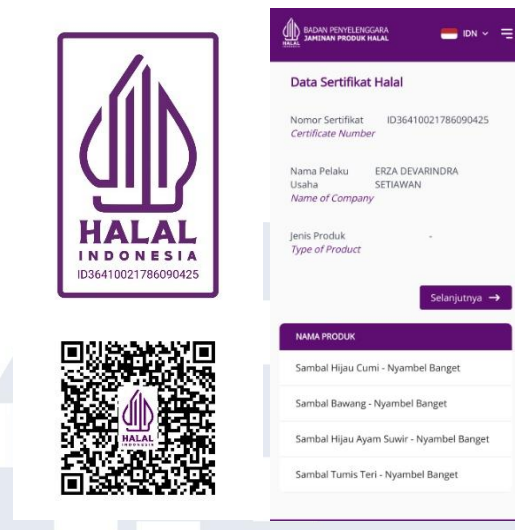 HALAL
INDONESIA
ID36410021786090425
HALAL
INDONESIA
HALAL
BADAN PENYELENGGARA
JAMINAN PRODUK HALAL
IDN
Data Sertifikat Halal
Nomor Sertifikat ID36410021786090425
Certificate Number
Nama Pelaku ERZA DEVARINDRA
Usaha SETIAWAN
Name of Company
Jenis Produk -
Type of Product
Selanjutnya →
NAMA PRODUK
Sambal Hijau Cumi - Nyambel Banget
Sambal Bawang - Nyambel Banget
Sambal Hijau Ayam Suwir - Nyambel Banget
Sambal Tumis Teri - Nyambel Banget